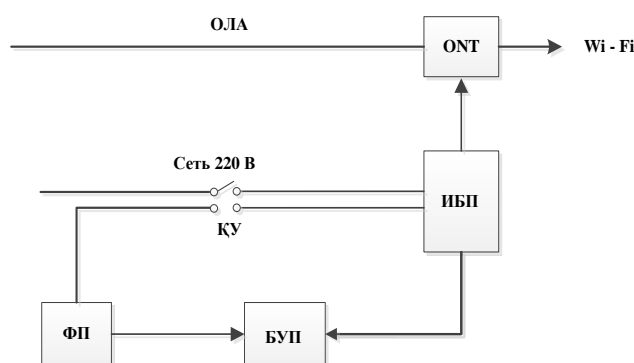 ОЛА
ONT
Wi - Fi
Сеть 220 В
ҚУ
ИБП
ФП
БУП